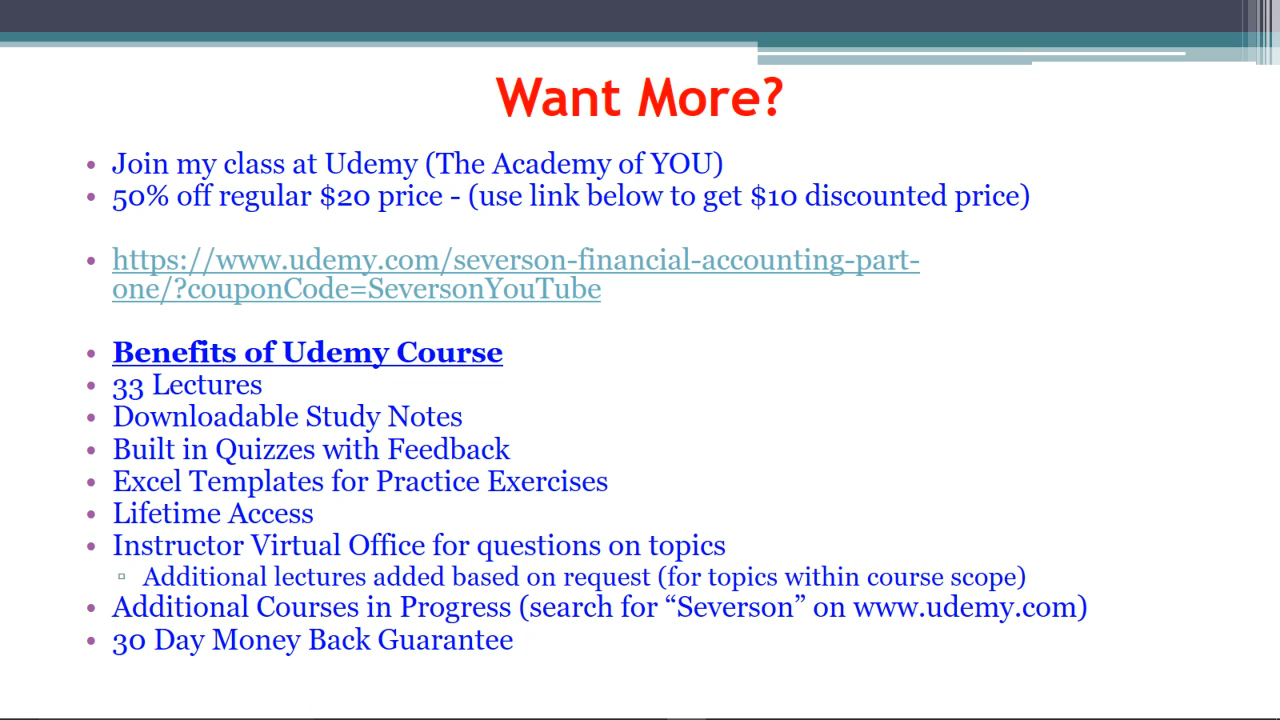 Want More?
• Join my class at Udemy (The Academy of YOU)
• 50% off regular $20 price - (use link below to get $10 discounted price)
• https://www.udemy.com/severson-financial-accounting-part-
one/?couponCode=SeversonYouTube
• Benefits of Udemy Course
• 33 Lectures
• Downloadable Study Notes
• Built in Quizzes with Feedback
• Excel Templates for Practice Exercises
• Lifetime Access
• Instructor Virtual Office for questions on topics
▫ Additional lectures added based on request (for topics within course scope)
• Additional Courses in Progress (search for “Severson” on www.udemy.com)
• 30 Day Money Back Guarantee